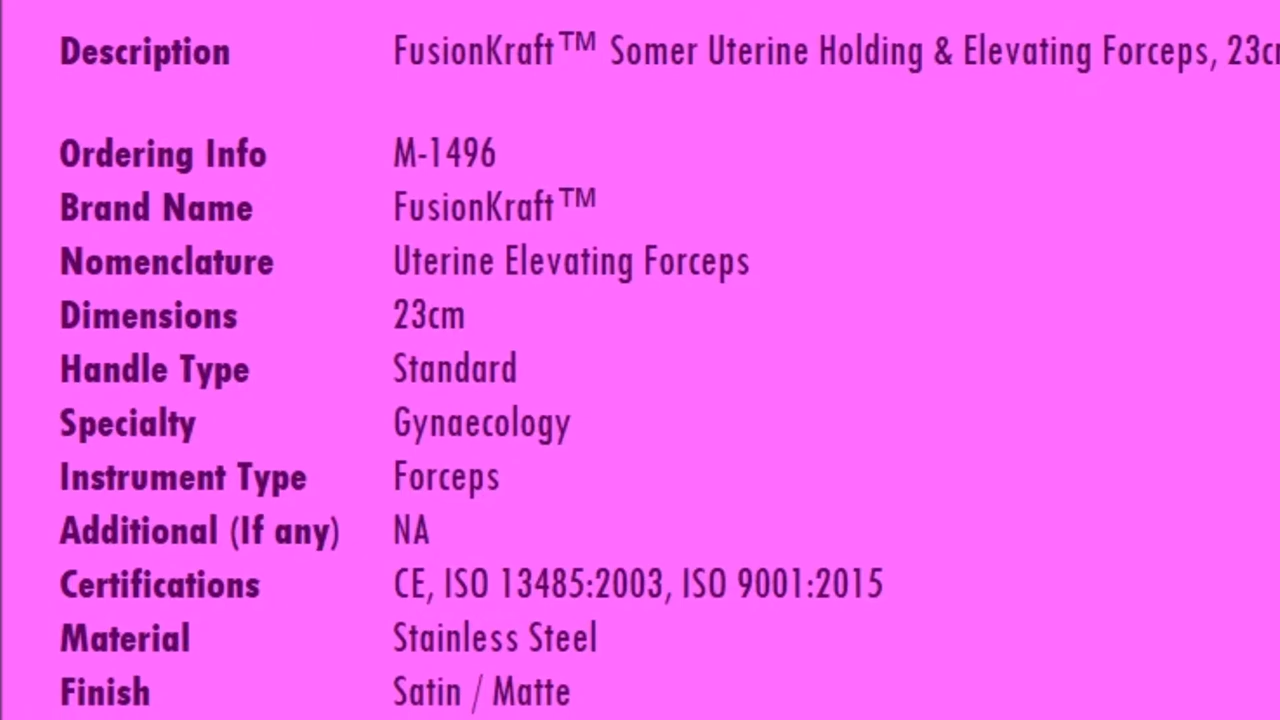 Description FusionKraft™ Somer Uterine Holding & Elevating Forceps,
Ordering Info M-1496
Brand Name FusionKraft™
Nomenclature Uterine Elevating Forceps
Dimensions 23cm
Handle Type Standard
Specialty Gynaecology
Instrument Type Forceps
Additional (If any) NA
Certifications CE, ISO 13485:2003, ISO 9001:2015
Material Stainless Steel
Finish Satin / Matte